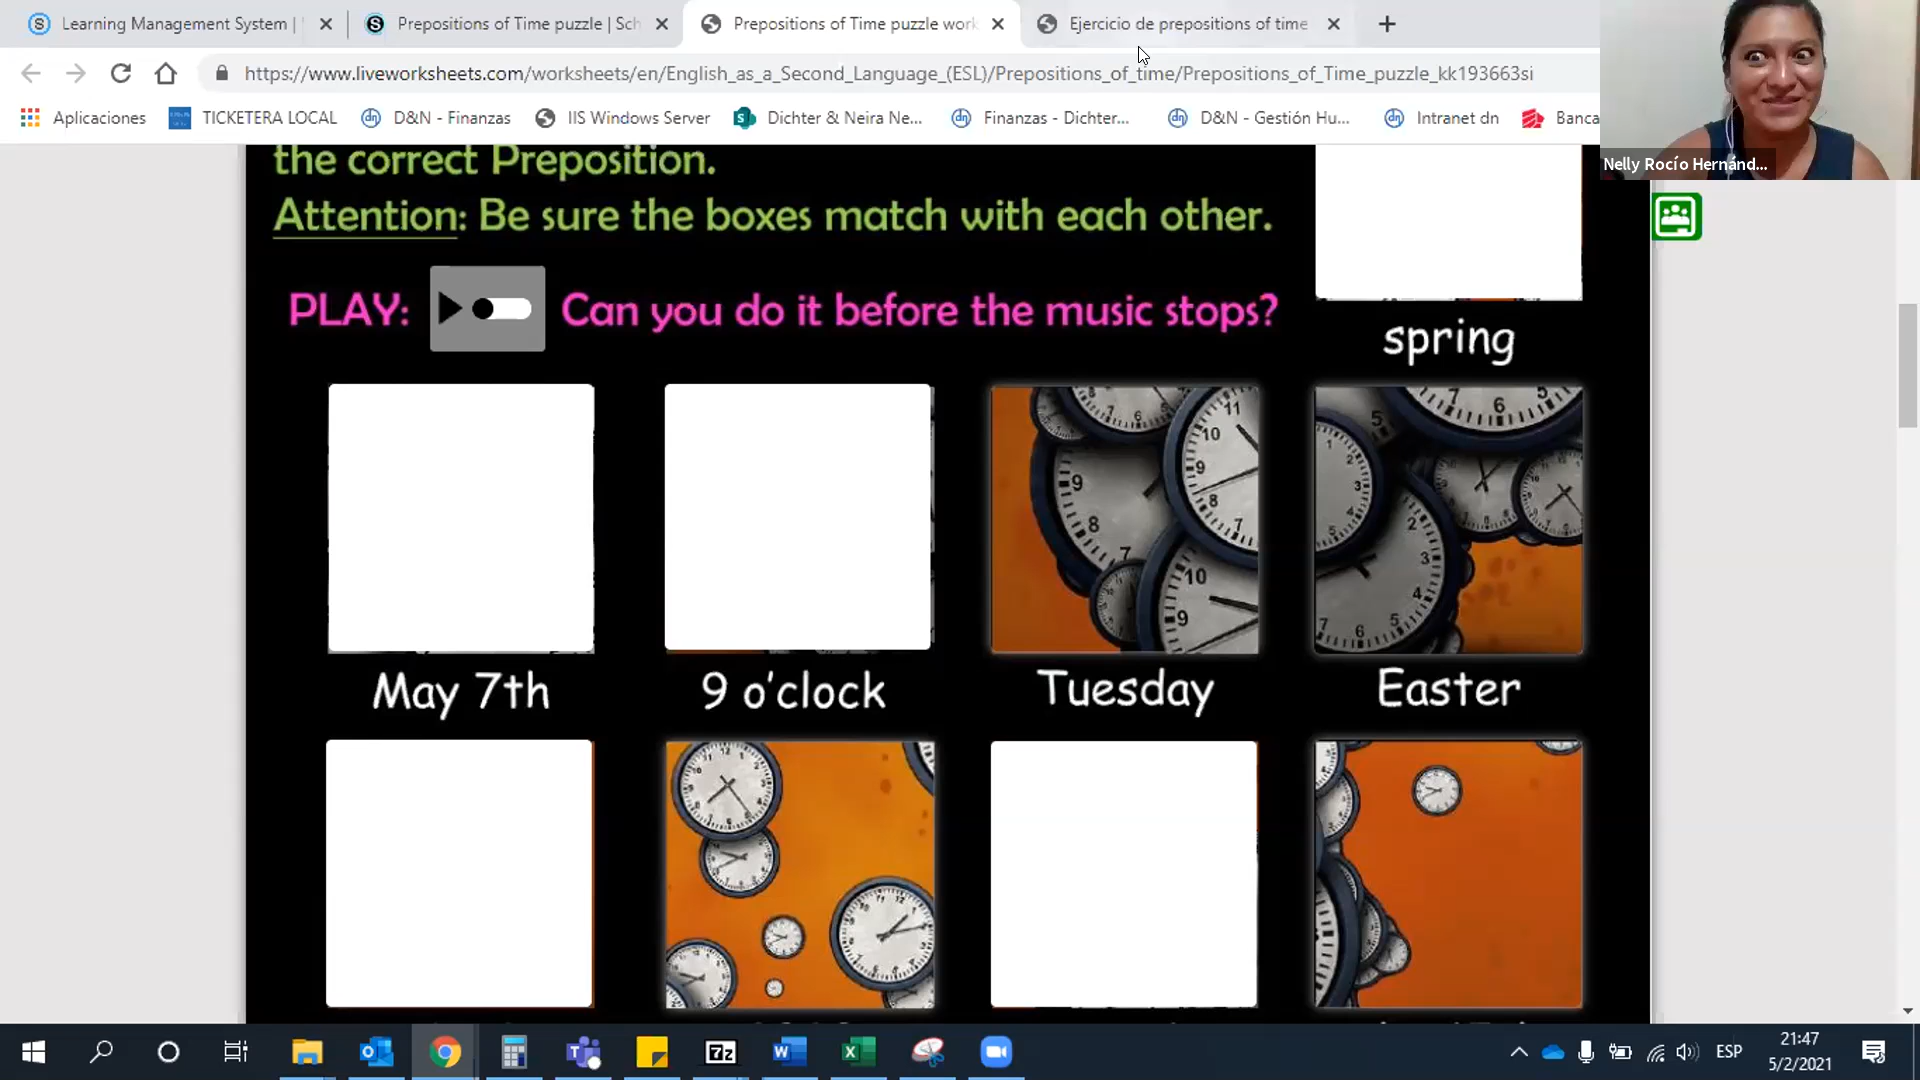 Learning Management System |
Prepositions of Time puzzle | Sch
Prepositions of Time puzzle work
Ejercicio de prepositions of time
https://www.liveworksheets.com/worksheets/en/English_as_a_Second_Language_(ESL)/Prepositions_of_time/Prepositions_of_Time_puzzle_kk193663si
Aplicaciones
TICKETERA LOCAL
D&N - Finanzas
IIS Windows Server
Dichter & Neira Ne...
Finanzas - Dichter...
D&N - Gestión Hu...
Intranet dn
Banca
Nelly Rocío Hernánd...
the correct Preposition.
Attention: Be sure the boxes match with each other.
PLAY: Can you do it before the music stops?
spring
May 7th
9 o'clock
Tuesday
Easter
ESP
21:47
5/2/2021